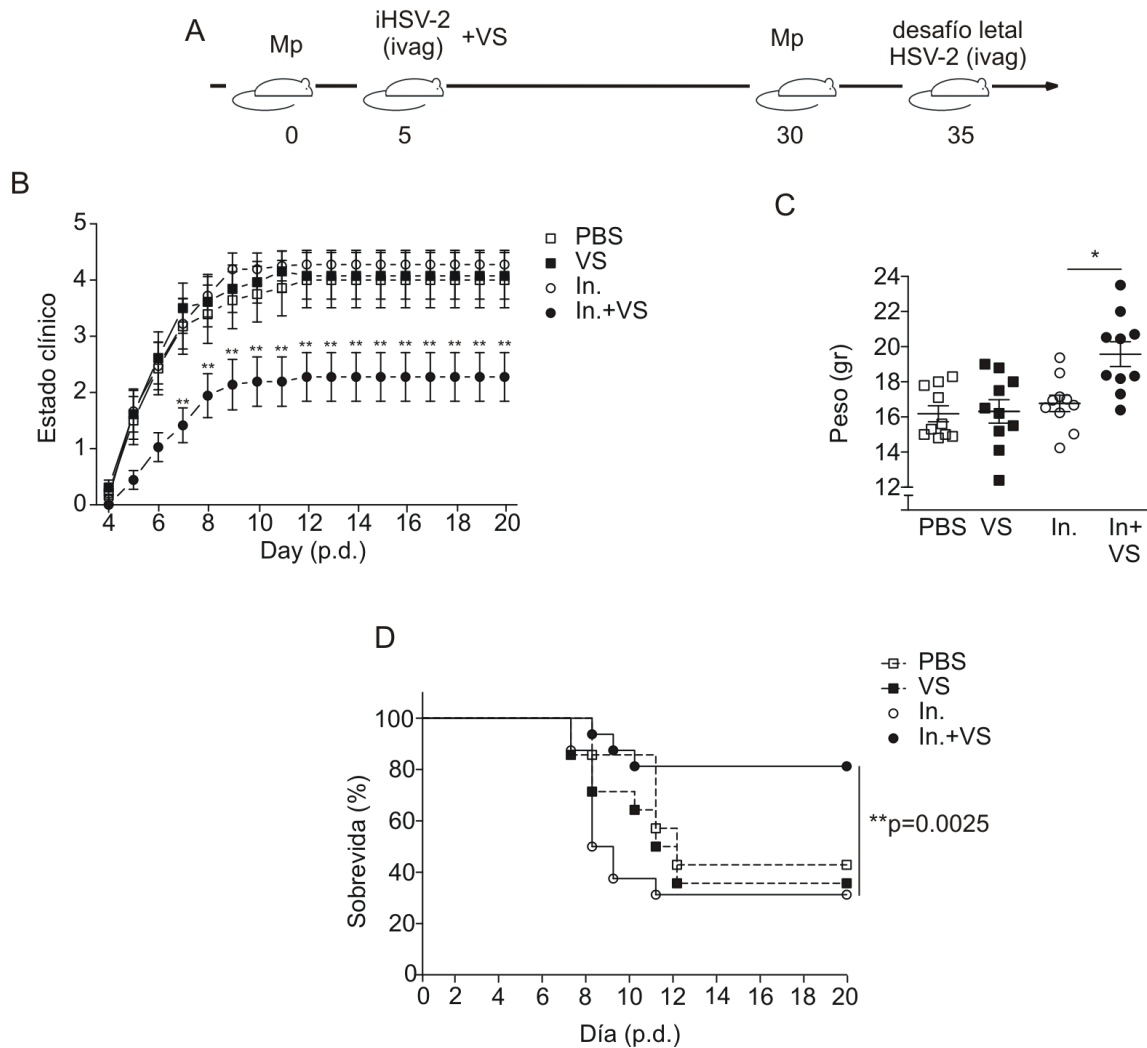 A
Mp
iHSV-2
(ivag)
+VS
Mp
desafío letal
HSV-2 (ivag)
0
5
30
35
B
Estado clínico
5
4
3
2
1
0
** ** ** ** ** ** ** ** ** ** ** ** ** **
4 6 8 10 12 14 16 18 20
Day (p.d.)
PBS
VS
In.
In.+VS
C
Peso (gr)
24
22
20
18
16
14
12
*
PBS VS In. In+
VS
D
Sobrevida (%)
100
80
60
40
20
0
0 2 4 6 8 10 12 14 16 18 20
Día (p.d.)
PBS
VS
In.
In.+VS
**p=0.0025